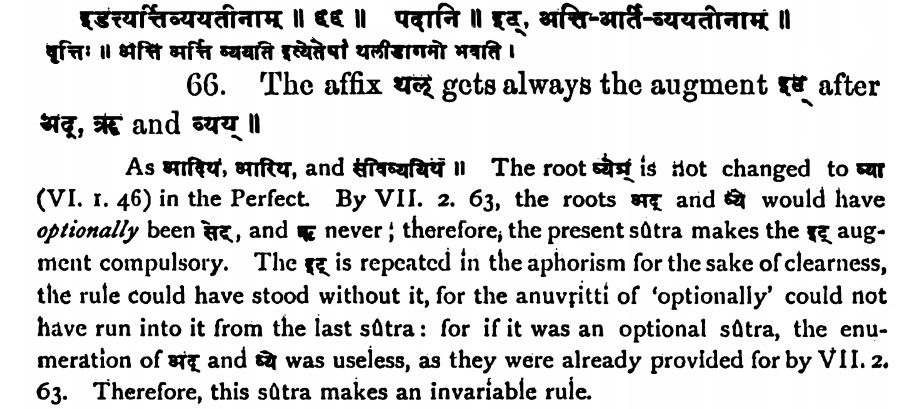 इडत्त्यर्त्तिव्ययतीनाम् ॥ ६६ ॥ पदानि ॥ इट्, अत्ति-आर्ति-व्ययतीनाम् ॥
वृत्तिः ॥ अत्ति अर्त्ति व्ययति इत्येतेषां थलीडागमो भवति ।
66. The affix थल् gets always the augment इट् after
अद्, ऋ and व्यय् ॥
As आदिथ, आरिथ, and संविव्ययिथ ॥ The root व्येञ् is not changed to व्या
(VI. 1. 46) in the Perfect. By VII. 2. 63, the roots अद् and व्ये would have
optionally been सेट्, and ऋ never; therefore, the present sûtra makes the इट् aug-
ment compulsory. The इट् is repeated in the aphorism for the sake of clearness,
the rule could have stood without it, for the anuvṛitti of 'optionally' could not
have run into it from the last sûtra: for if it was an optional sûtra, the enu-
meration of अद् and व्ये was useless, as they were already provided for by VII. 2.
63. Therefore, this sûtra makes an invariable rule.